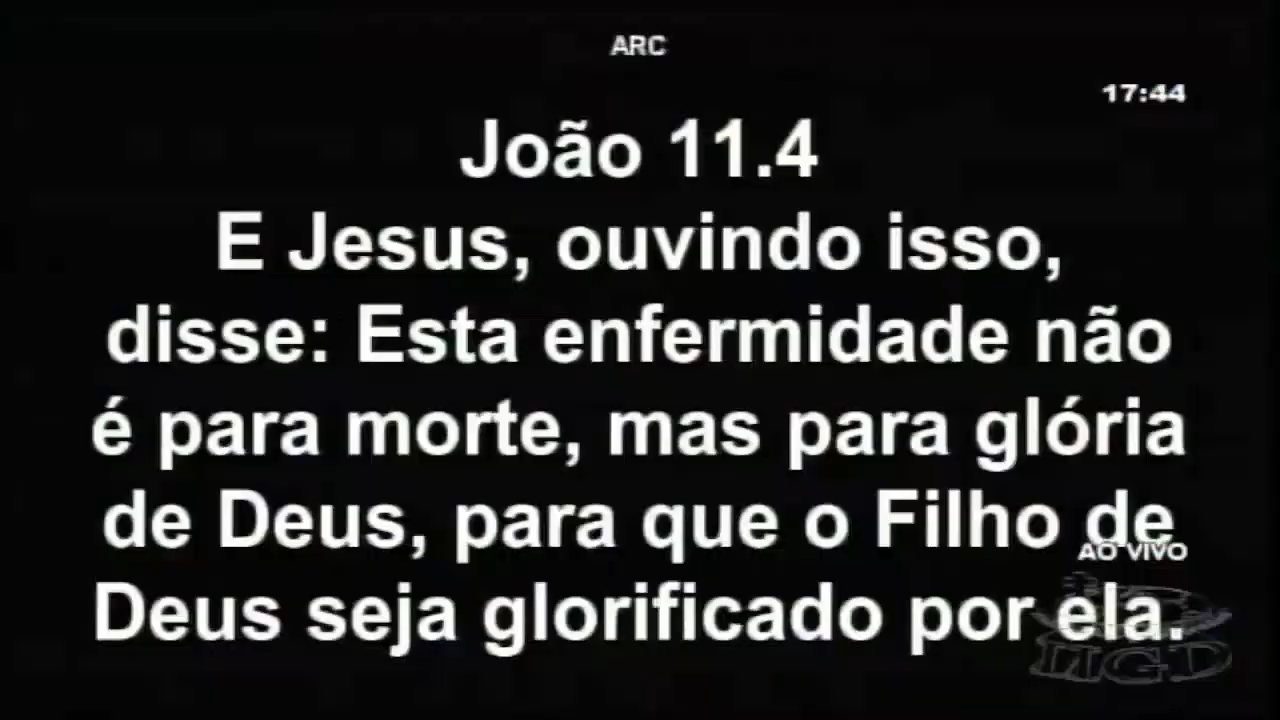 ARC
17:44
João 11.4
E Jesus, ouvindo isso,
disse: Esta enfermidade não
é para morte, mas para glória
de Deus, para que o Filho de
AO VIVO
Deus seja glorificado por ela.